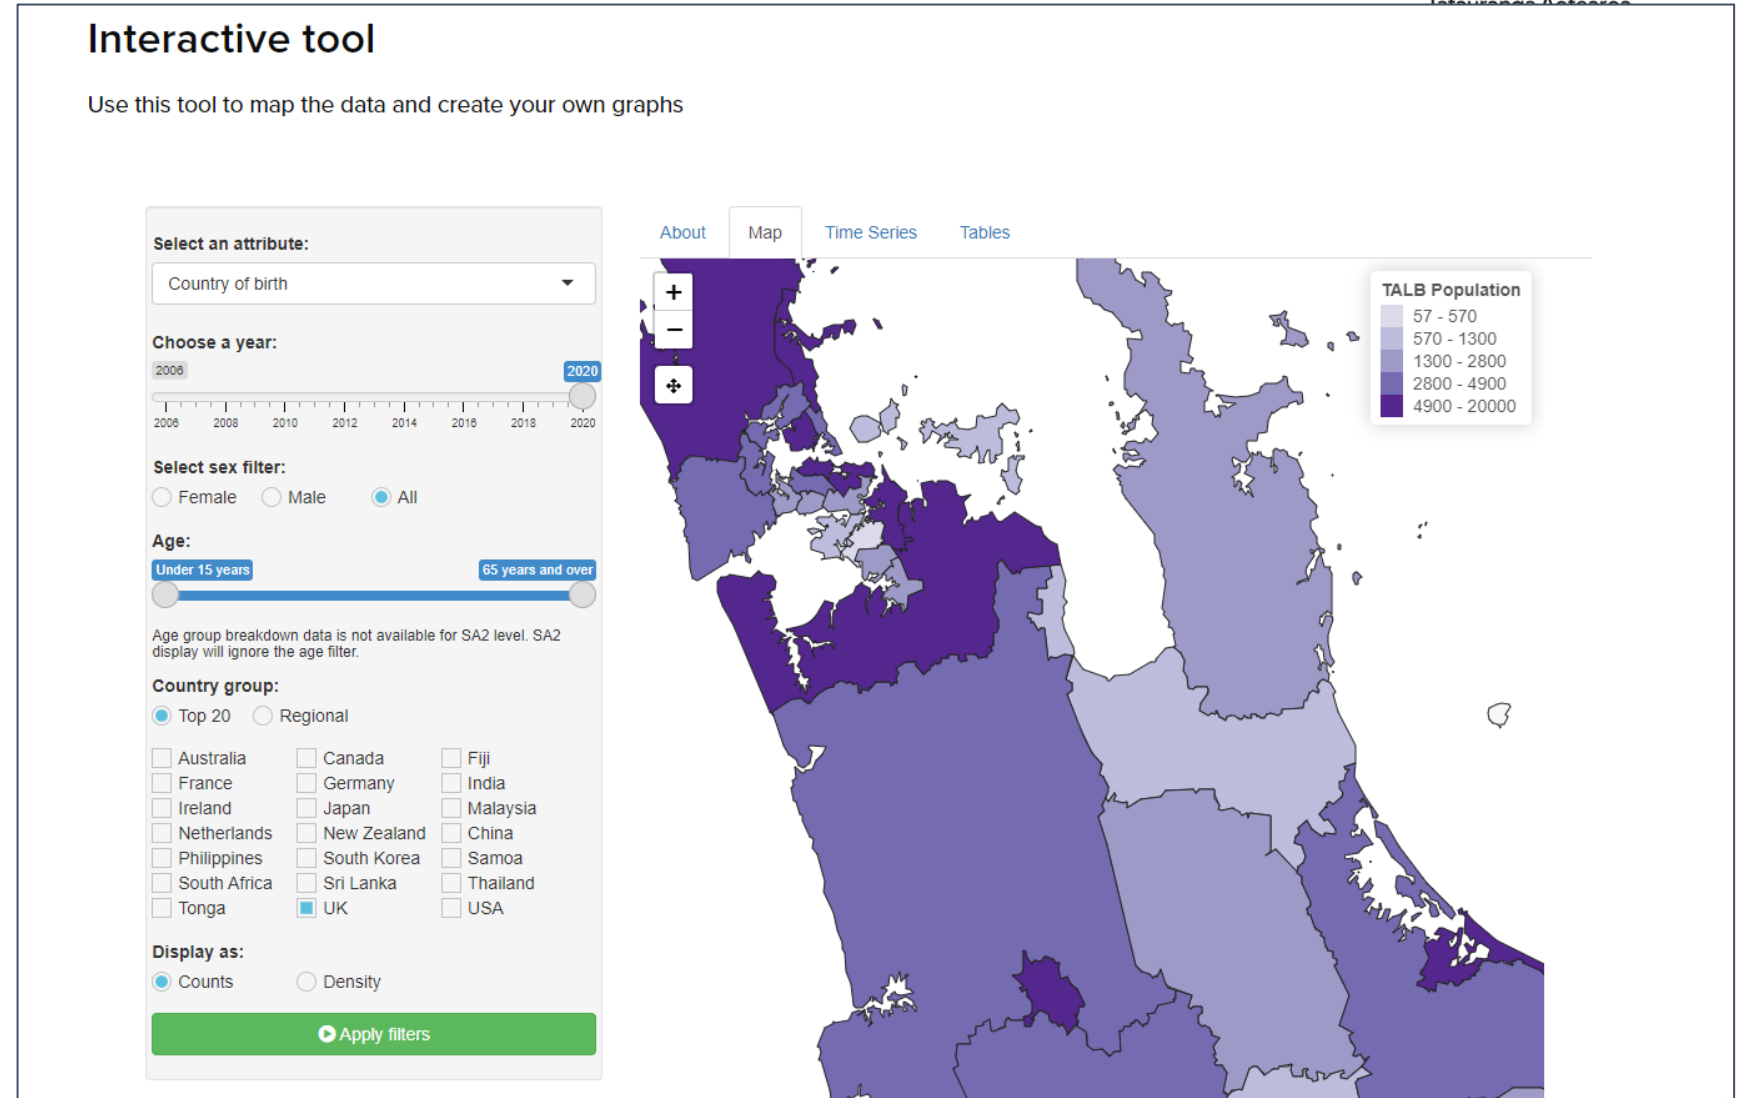 Tatauranga Aotearoa
Interactive tool
Use this tool to map the data and create your own graphs
Select an attribute:
Country of birth
Choose a year:
2006
2020
2006 2008 2010 2012 2014 2016 2018 2020
Select sex filter:
Female Male All
Age:
Under 15 years
65 years and over
Age group breakdown data is not available for SA2 level. SA2
display will ignore the age filter.
Country group:
Top 20 Regional
Australia Canada Fiji
France Germany India
Ireland Japan Malaysia
Netherlands New Zealand China
Philippines South Korea Samoa
South Africa Sri Lanka Thailand
Tonga UK USA
Display as:
Counts Density
Apply filters
About Map Time Series Tables
+
−
TALB Population
57 - 570
570 - 1300
1300 - 2800
2800 - 4900
4900 - 20000